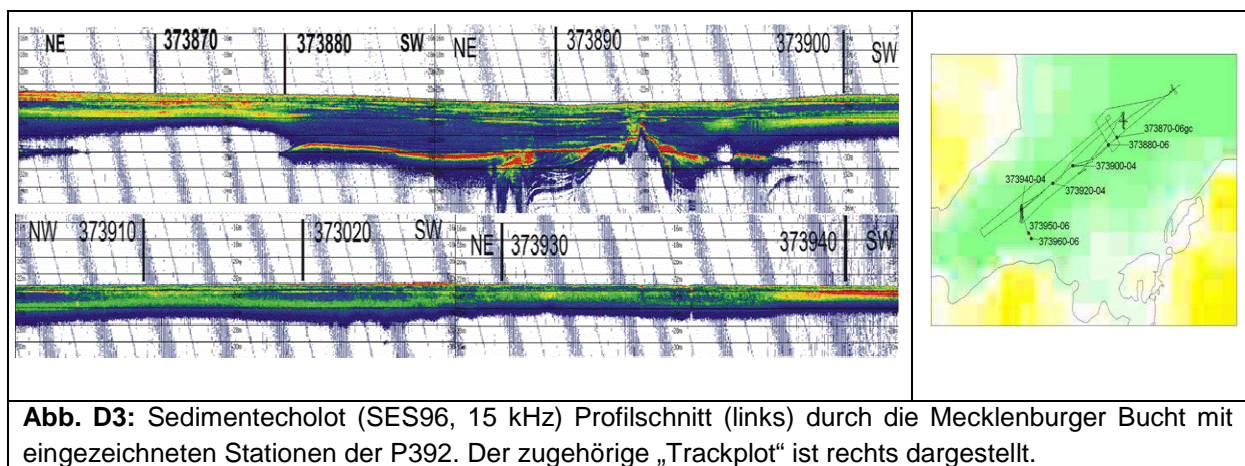 NE 373870 373880 SW NE 373890 373900 SW
NW 373910 373020 SW NE 373930 373940 SW
373870-06gc
373880-06
373900-04
373940-04
373920-04
373950-06
373960-06
Abb. D3: Sedimentecholot (SES96, 15 kHz) Profilschnitt (links) durch die Mecklenburger Bucht mit
eingezeichneten Stationen der P392. Der zugehörige „Trackplot“ ist rechts dargestellt.